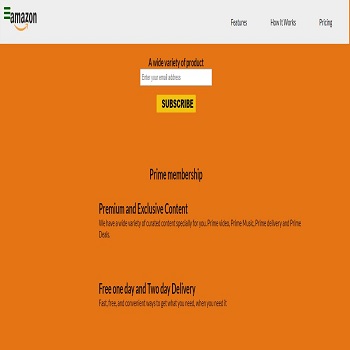 amazon
Features
How It Works
Pricing
A wide variety of product
Enter your email address
SUBSCRIBE
Prime membership
Premium and Exclusive Content
We have a wide variety of curated content specially for you, Prime video, Prime Music, Prime delivery and Prime
Deals.
Free one day and Two day Delivery
Fast, free, and convenient ways to get what you need, when you need it